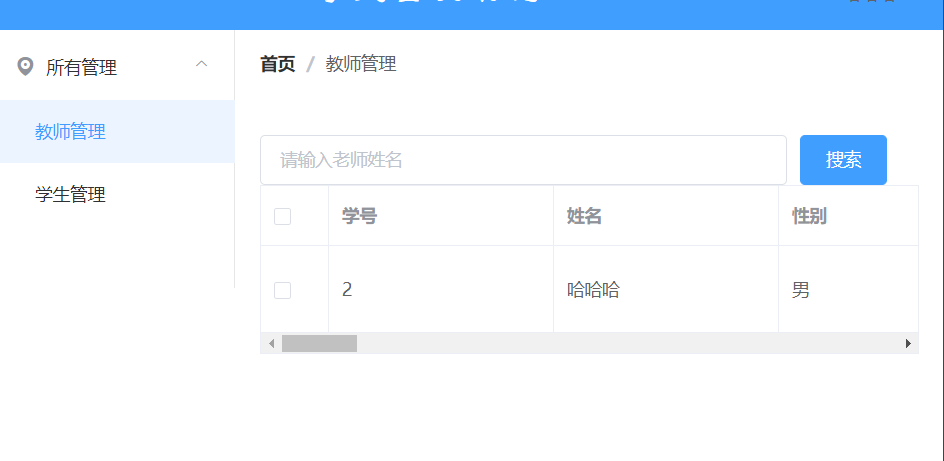 所有管理
首页 / 教师管理
教师管理
学生管理
请输入老师姓名 搜索
学号 姓名 性别
2 哈哈哈 男